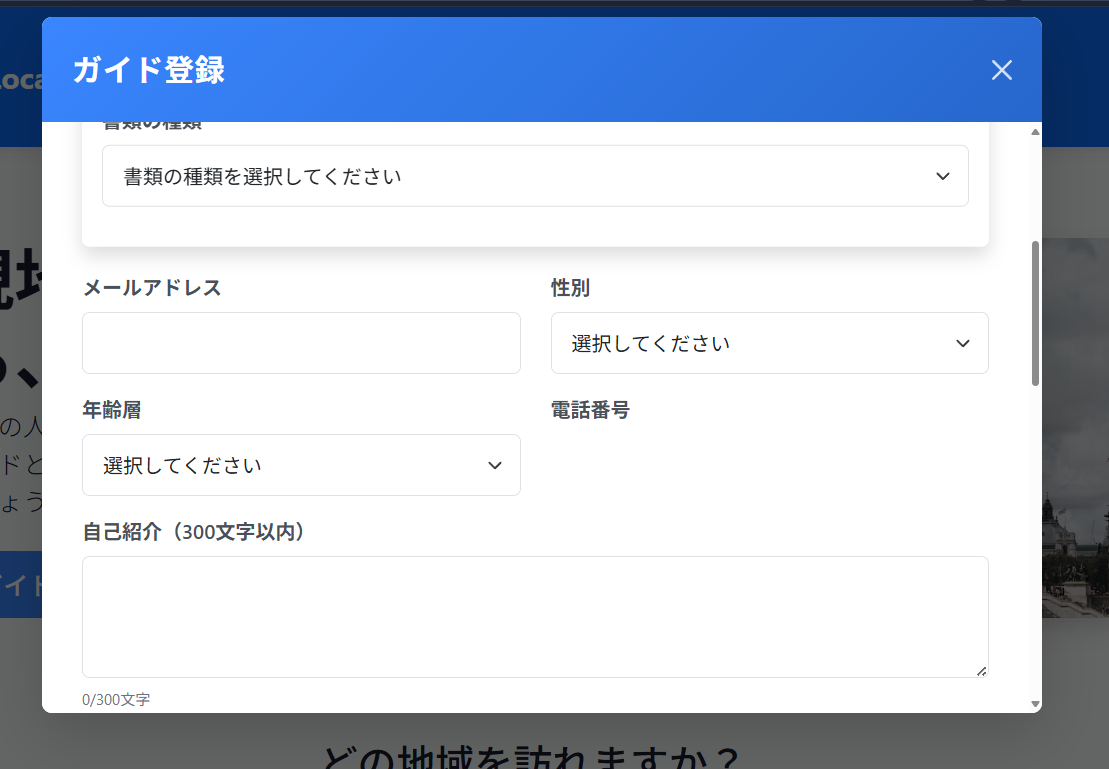 ガイド登録
書類の種類
書類の種類を選択してください
メールアドレス
性別
選択してください
年齢層
電話番号
選択してください
自己紹介（300文字以内）
0/300文字
どの地域を訪れますか？